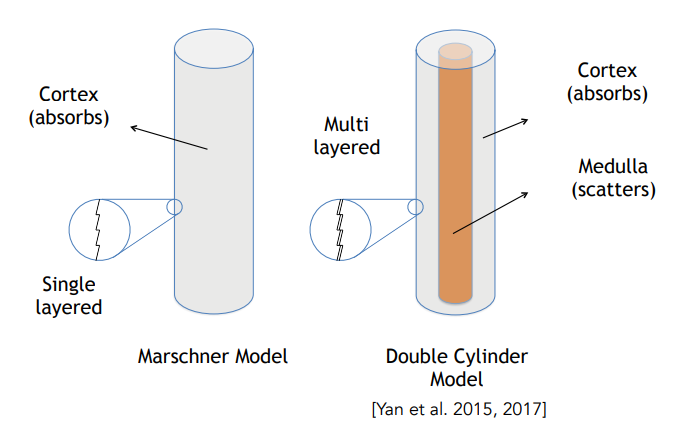 Cortex
(absorbs)
Single
layered
Marschner Model
Multi
layered
Cortex
(absorbs)
Medulla
(scatters)
Double Cylinder
Model
[Yan et al. 2015, 2017]